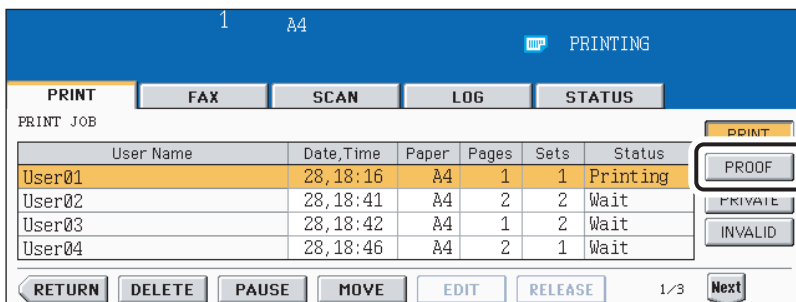 1 A4
PRINTING
PRINT FAX SCAN LOG STATUS
PRINT JOB
PRINT
User Name Date,Time Paper Pages Sets Status
PROOF
User01 28,18:16 A4 1 1 Printing
User02 28,18:41 A4 2 2 Wait
PRIVATE
User03 28,18:42 A4 1 2 Wait
INVALID
User04 28,18:46 A4 2 1 Wait
RETURN DELETE PAUSE MOVE EDIT RELEASE 1/3 Next